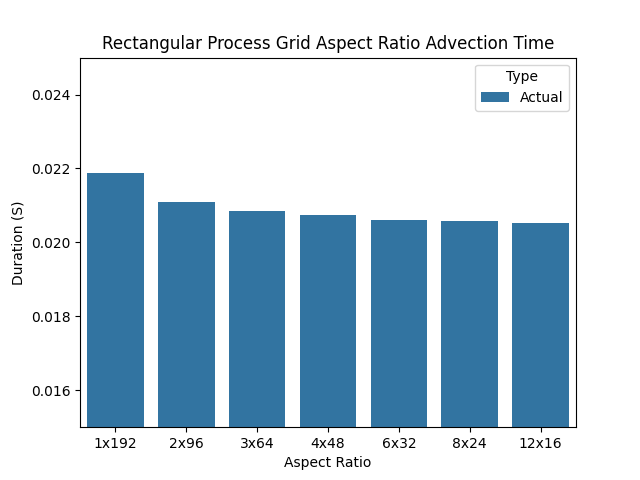 Rectangular Process Grid Aspect Ratio Advection Time
Type
Actual
Duration (S)
0.024
0.022
0.020
0.018
0.016
1x192 2x96 3x64 4x48 6x32 8x24 12x16
Aspect Ratio